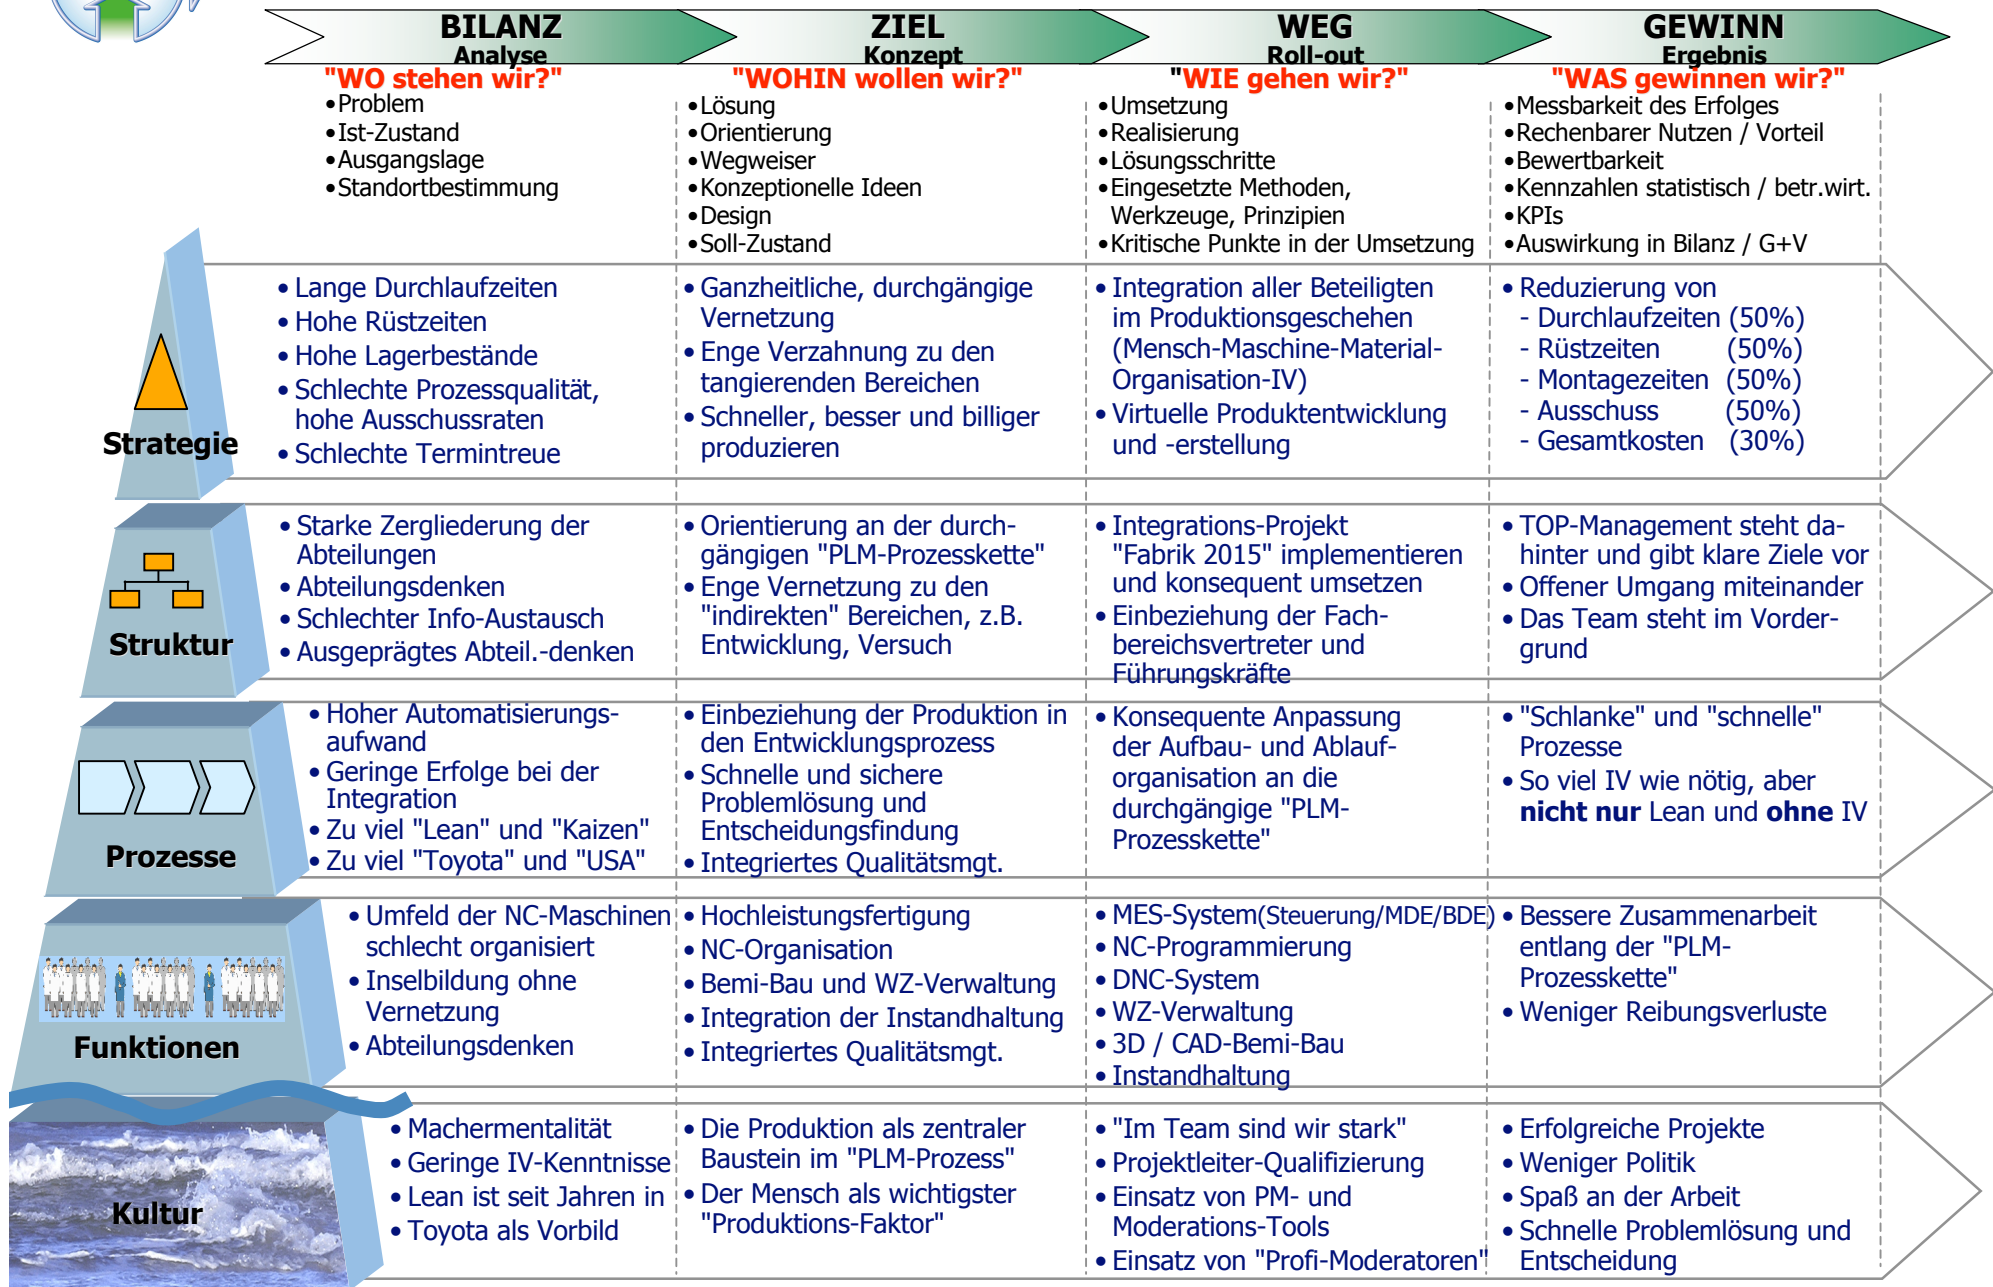 BILANZ
Analyse
"WO stehen wir?"
•Problem
•Ist-Zustand
•Ausgangslage
•Standortbestimmung
ZIEL
Konzept
"WOHIN wollen wir?"
•Lösung
•Orientierung
•Wegweiser
•Konzeptionelle Ideen
•Design
•Soll-Zustand
WEG
Roll-out
"WIE gehen wir?"
•Umsetzung
•Realisierung
•Lösungsschritte
•Eingesetzte Methoden,
Werkzeuge, Prinzipien
•Kritische Punkte in der Umsetzung
GEWINN
Ergebnis
"WAS gewinnen wir?"
•Messbarkeit des Erfolges
•Rechenbarer Nutzen / Vorteil
•Bewertbarkeit
•Kennzahlen statistisch / betr.wirt.
•KPIs
•Auswirkung in Bilanz / G+V
Strategie
• Lange Durchlaufzeiten
• Hohe Rüstzeiten
• Hohe Lagerbestände
• Schlechte Prozessqualität,
hohe Ausschussraten
• Schlechte Termintreue
• Ganzheitliche, durchgängige
Vernetzung
• Enge Verzahnung zu den
tangierenden Bereichen
• Schneller, besser und billiger
produzieren
• Integration aller Beteiligten
im Produktionsgeschehen
(Mensch-Maschine-Material-
Organisation-IV)
• Virtuelle Produktentwicklung
und -erstellung
• Reduzierung von
- Durchlaufzeiten (50%)
- Rüstzeiten (50%)
- Montagezeiten (50%)
- Ausschuss (50%)
- Gesamtkosten (30%)
Struktur
• Starke Zergliederung der
Abteilungen
• Abteilungsdenken
• Schlechter Info-Austausch
• Ausgeprägtes Abteil.-denken
• Orientierung an der durch-
gängigen "PLM-Prozesskette"
• Enge Vernetzung zu den
"indirekten" Bereichen, z.B.
Entwicklung, Versuch
• Integrations-Projekt
"Fabrik 2015" implementieren
und konsequent umsetzen
• Einbeziehung der Fach-
bereichsvertreter und
Führungskräfte
• TOP-Management steht da-
hinter und gibt klare Ziele vor
• Offener Umgang miteinander
• Das Team steht im Vorder-
grund
Prozesse
• Hoher Automatisierungs-
aufwand
• Geringe Erfolge bei der
Integration
• Zu viel "Lean" und "Kaizen"
• Zu viel "Toyota" und "USA"
• Einbeziehung der Produktion in
den Entwicklungsprozess
• Schnelle und sichere
Problemlösung und
Entscheidungsfindung
• Integriertes Qualitätsmgt.
• Konsequente Anpassung
der Aufbau- und Ablauf-
organisation an die
durchgängige "PLM-
Prozesskette"
• "Schlanke" und "schnelle"
Prozesse
• So viel IV wie nötig, aber
nicht nur Lean und ohne IV
Funktionen
• Umfeld der NC-Maschinen
schlecht organisiert
• Inselbildung ohne
Vernetzung
• Abteilungsdenken
• Hochleistungsfertigung
• NC-Organisation
• Bemi-Bau und WZ-Verwaltung
• Integration der Instandhaltung
• Integriertes Qualitätsmgt.
• MES-System(Steuerung/MDE/BDE)
• NC-Programmierung
• DNC-System
• WZ-Verwaltung
• 3D / CAD-Bemi-Bau
• Instandhaltung
• Bessere Zusammenarbeit
entlang der "PLM-
Prozesskette"
• Weniger Reibungsverluste
Kultur
• Machermentalität
• Geringe IV-Kenntnisse
• Lean ist seit Jahren in
• Toyota als Vorbild
• Die Produktion als zentraler
Baustein im "PLM-Prozess"
• Der Mensch als wichtigster
"Produktions-Faktor"
• "Im Team sind wir stark"
• Projektleiter-Qualifizierung
• Einsatz von PM- und
Moderations-Tools
• Einsatz von "Profi-Moderatoren"
• Erfolgreiche Projekte
• Weniger Politik
• Spaß an der Arbeit
• Schnelle Problemlösung und
Entscheidung